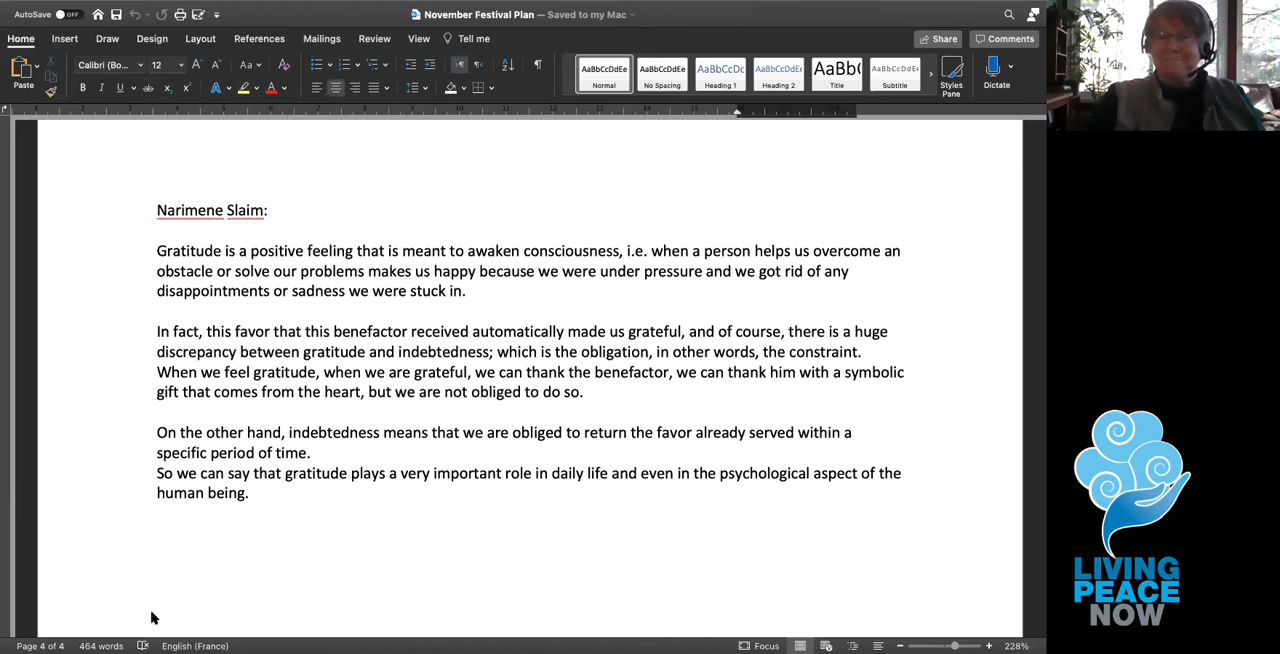 AutoSave OFF
November Festival Plan — Saved to my Mac
Home Insert Draw Design Layout References Mailings Review View Tell me
Share Comments
Paste
Calibri (Bo... 12
AaBbCcDdEe AaBbCcDdEe AaBbCcDc AaBbCcDdEe AaBb( AaBbCcDdEe
Normal No Spacing Heading 1 Heading 2 Title Subtitle
Styles Pane
Dictate
Narimene Slaim:
Gratitude is a positive feeling that is meant to awaken consciousness, i.e. when a person helps us overcome an
obstacle or solve our problems makes us happy because we were under pressure and we got rid of any
disappointments or sadness we were stuck in.
In fact, this favor that this benefactor received automatically made us grateful, and of course, there is a huge
discrepancy between gratitude and indebtedness; which is the obligation, in other words, the constraint.
When we feel gratitude, when we are grateful, we can thank the benefactor, we can thank him with a symbolic
gift that comes from the heart, but we are not obliged to do so.
On the other hand, indebtedness means that we are obliged to return the favor already served within a
specific period of time.
So we can say that gratitude plays a very important role in daily life and even in the psychological aspect of the
human being.
LIVING
PEACE
NOW
Page 4 of 4 464 words English (France)
Focus 228%